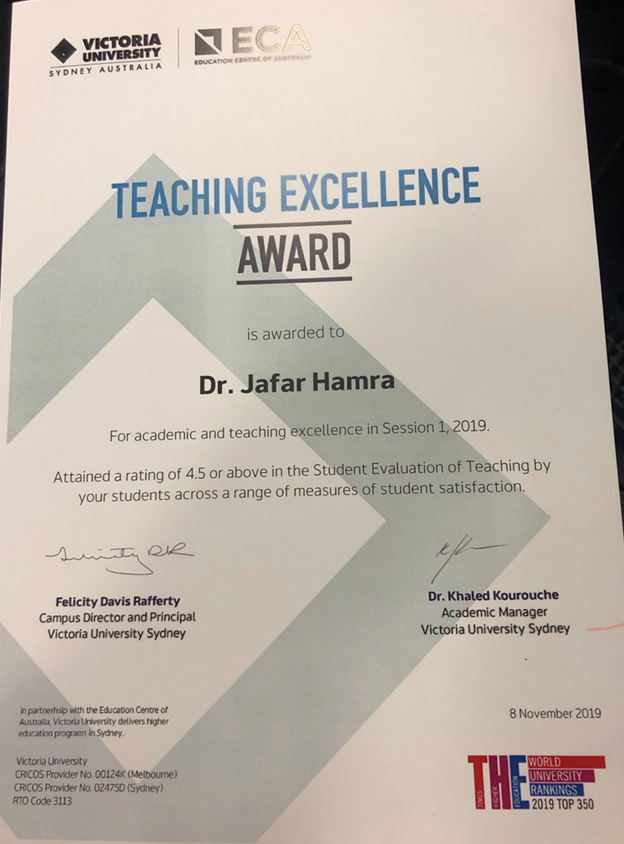 VICTORIA
UNIVERSITY
SYDNEY AUSTRALIA
ECA
EDUCATION CENTRE OF AUSTRALIA
TEACHING EXCELLENCE
AWARD
is awarded to
Dr. Jafar Hamra
For academic and teaching excellence in Session 1, 2019.
Attained a rating of 4.5 or above in the Student Evaluation of Teaching by
your students across a range of measures of student satisfaction.
Felicity Davis Rafferty
Campus Director and Principal
Victoria University Sydney
Dr. Khaled Kourouche
Academic Manager
Victoria University Sydney
In partnerhsip with the Education Centre of
Australia, Victoria University delivers higher
education programs in Sydney.
8 November 2019
Victoria University
CRICOS Provider No. 00124K (Melbourne)
CRICOS Provider No. 02475D (Sydney)
RTO Code 3113
THE
TIMES
HIGHER
EDUCATION
WORLD
UNIVERSITY
RANKINGS
2019 TOP 350